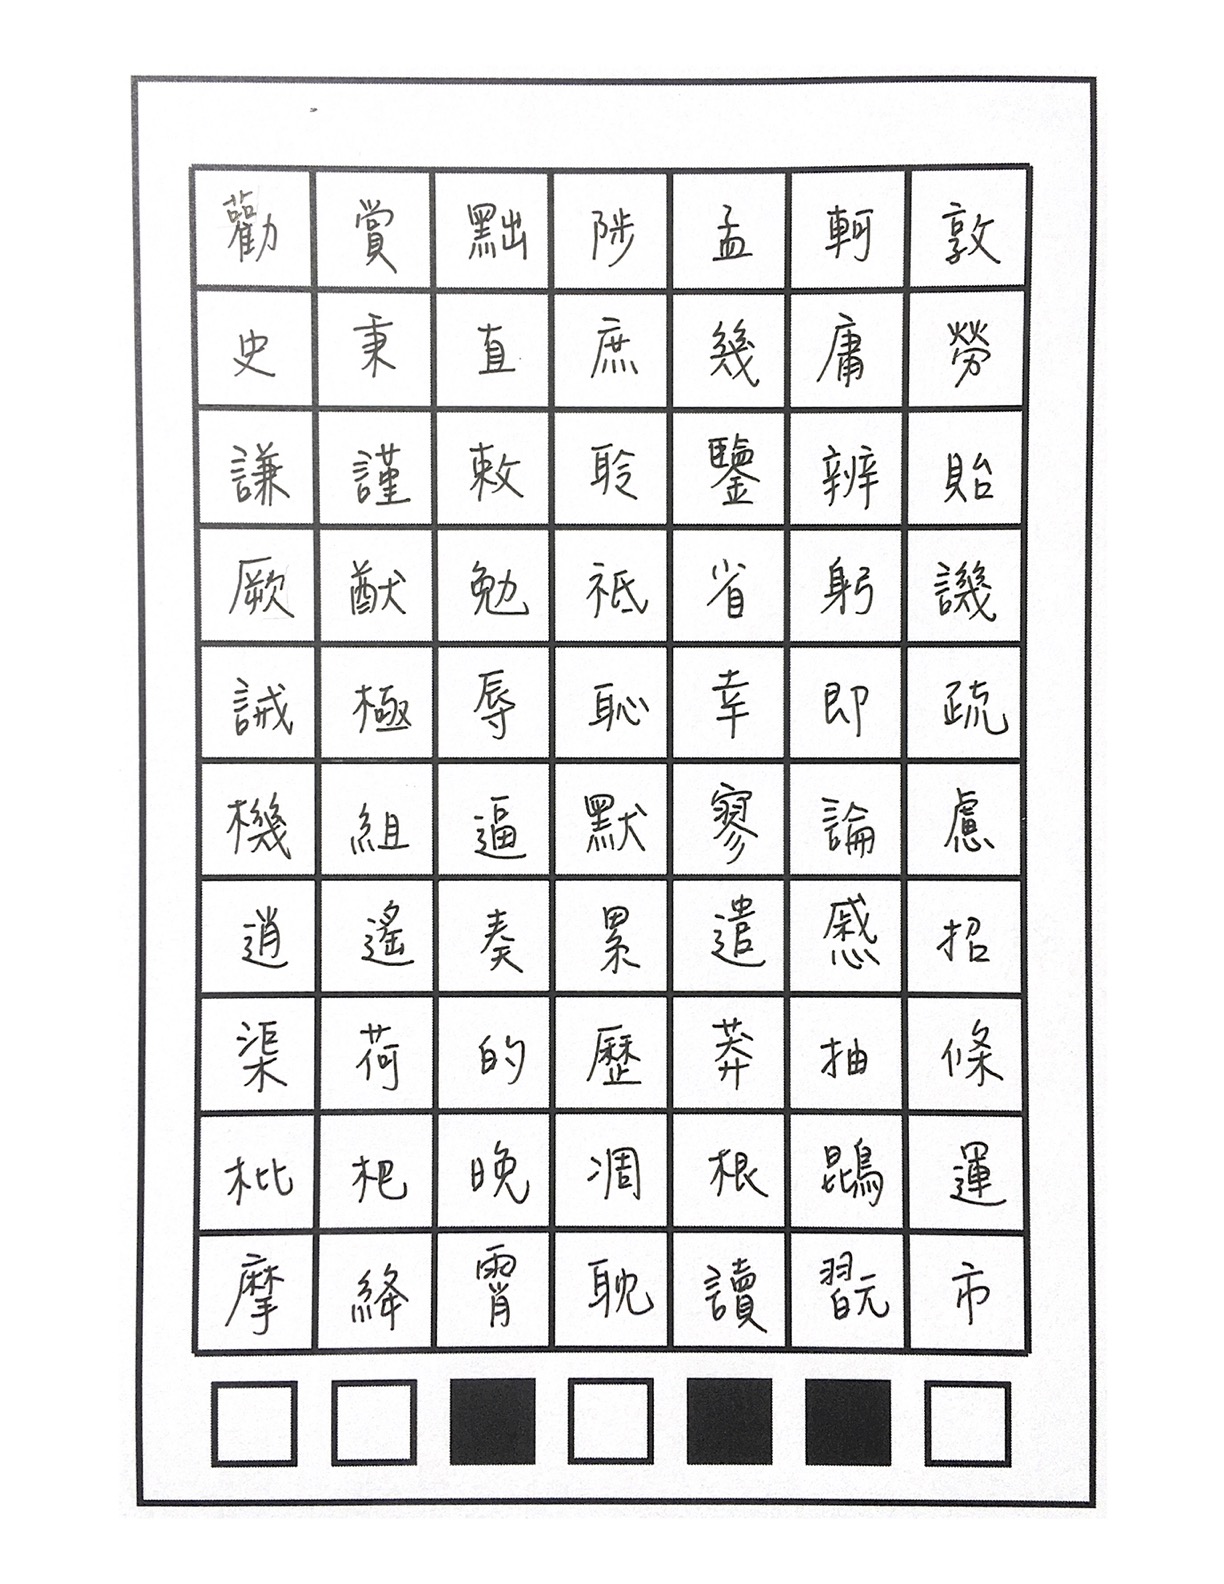 勸賞黜陟孟軻敦
史秉直庶幾庸勞
謙謹敕聆鑒辨貽
厥猷勉祗省躬譏
誡極辱恥幸即疏
機組逼默寥論慮
逍遙奏累遣慼招
渠荷的歷莽抽條
枇杷晚凋根鵾運
摩絳霄耽讀翫市